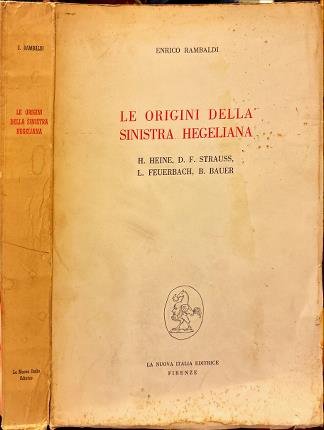 E. RAMBALDI
LE ORIGINI
DELLA SINISTRA
HEGELIANA
La Nuova Italia
Editrice
ENRICO RAMBALDI
LE ORIGINI DELLA
SINISTRA HEGELIANA
H. HEINE, D. F. STRAUSS,
L. FEUERBACH, B. BAUER
LA NUOVA ITALIA EDITRICE
FIRENZE